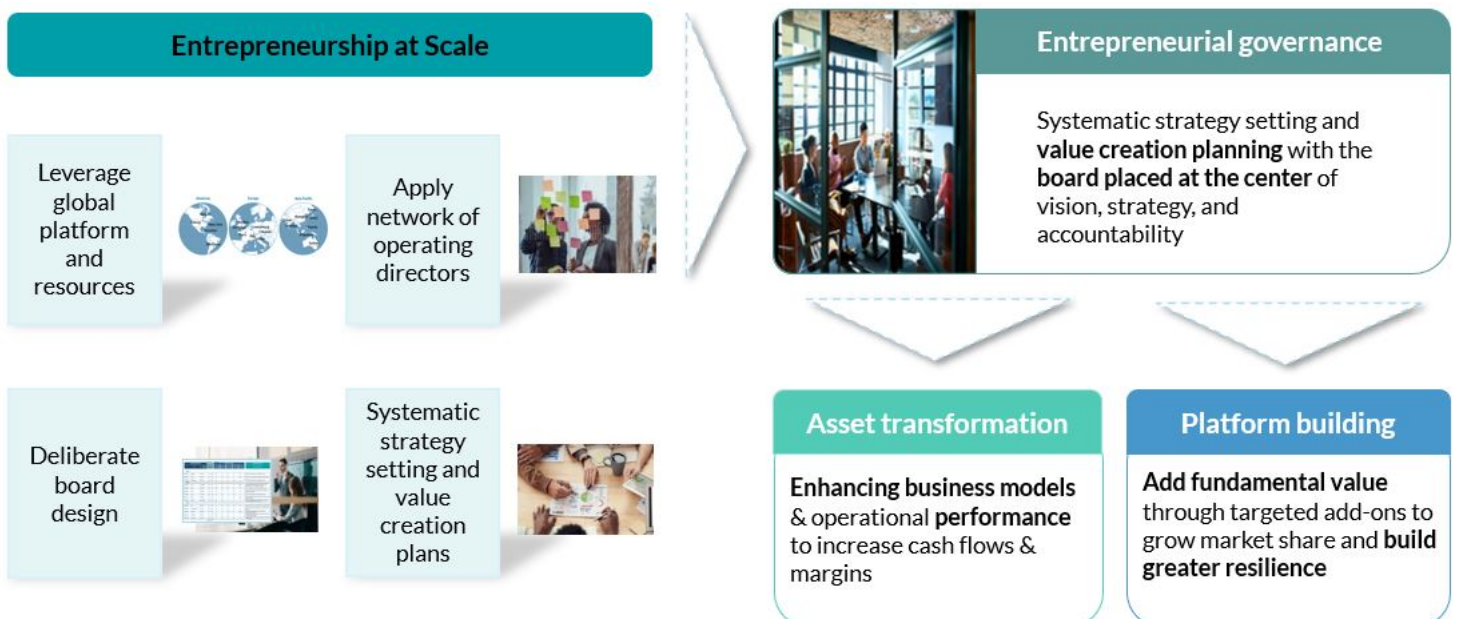 Entrepreneurship at Scale
Leverage
global
platform
and
resources
Apply
network of
operating
directors
Deliberate
board
design
Systematic
strategy
setting and
value
creation
plans
Entrepreneurial governance
Systematic strategy setting and
value creation planning with the
board placed at the center of
vision, strategy, and
accountability
Asset transformation
Enhancing business models
& operational performance
to increase cash flows &
margins
Platform building
Add fundamental value
through targeted add-ons to
grow market share and build
greater resilience